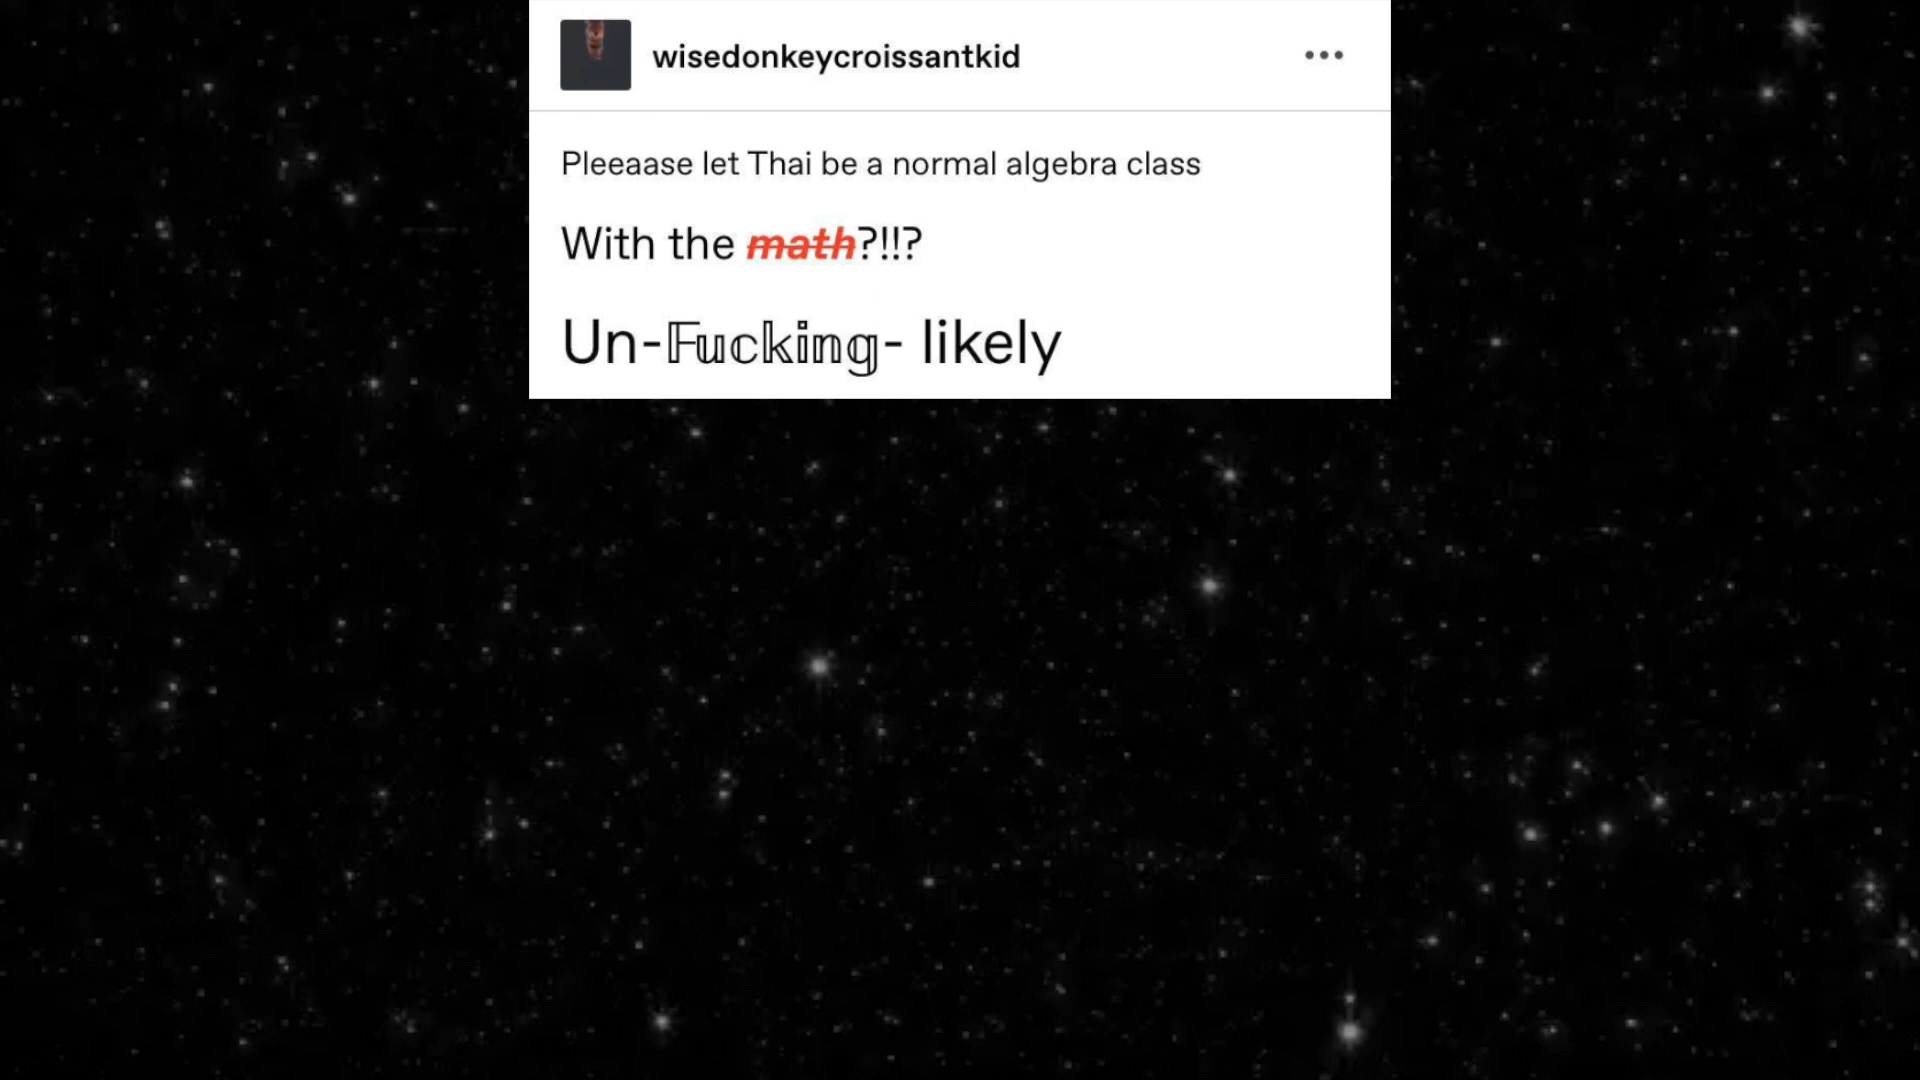 wisedonkeycroissantkid
Pleeaase let Thai be a normal algebra class
With the math?!!?
Un-𝔽𝕦𝕔𝕜𝕚𝕟𝕘- likely